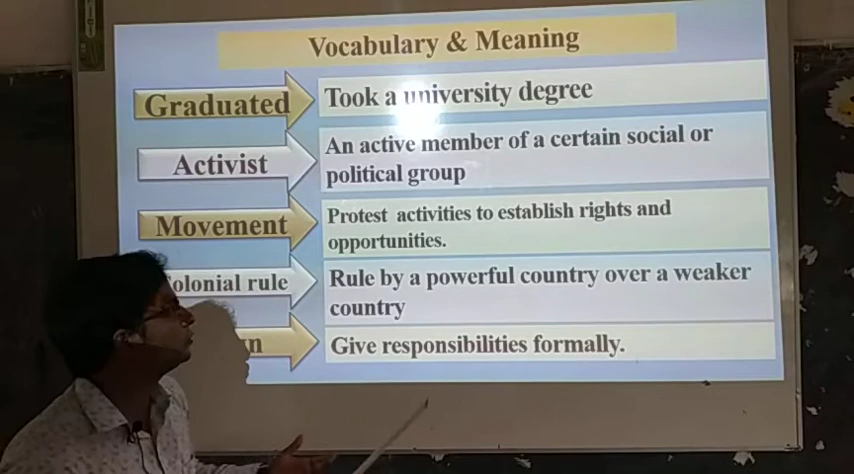 Vocabulary & Meaning
Graduated
Took a university degree
Activist
An active member of a certain social or
political group
Movement
Protest activities to establish rights and
opportunities.
olonial rule
Rule by a powerful country over a weaker
country
Give responsibilities formally.